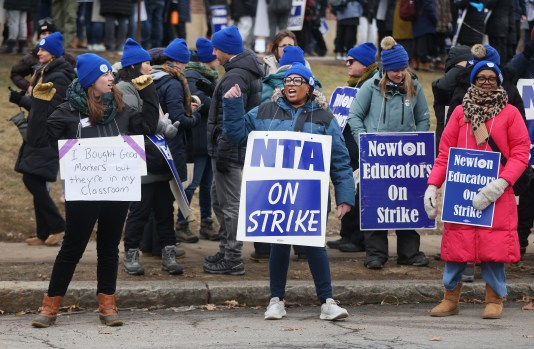 I Bought Good
Markers But
they're in my
Classroom
NTA
ON
STRIKE
NEWTON
EDUCATORS
ON
STRIKE
NEWTON
EDUCATORS
ON
STRIKE